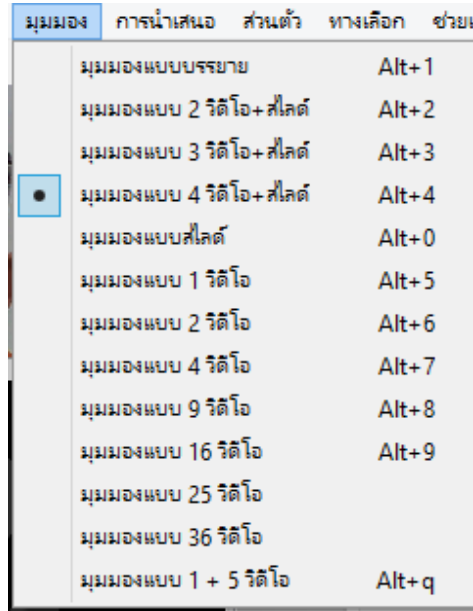 มุมมอง การนำเสนอ ส่วนตัว ทางเลือก
มุมมองแบบบรรยาย Alt+1
มุมมองแบบ 2 วิดีโอ+สไลด์ Alt+2
มุมมองแบบ 3 วิดีโอ+สไลด์ Alt+3
มุมมองแบบ 4 วิดีโอ+สไลด์ Alt+4
มุมมองแบบสไลด์ Alt+0
มุมมองแบบ 1 วิดีโอ Alt+5
มุมมองแบบ 2 วิดีโอ Alt+6
มุมมองแบบ 4 วิดีโอ Alt+7
มุมมองแบบ 9 วิดีโอ Alt+8
มุมมองแบบ 16 วิดีโอ Alt+9
มุมมองแบบ 25 วิดีโอ
มุมมองแบบ 36 วิดีโอ
มุมมองแบบ 1 + 5 วิดีโอ Alt+q